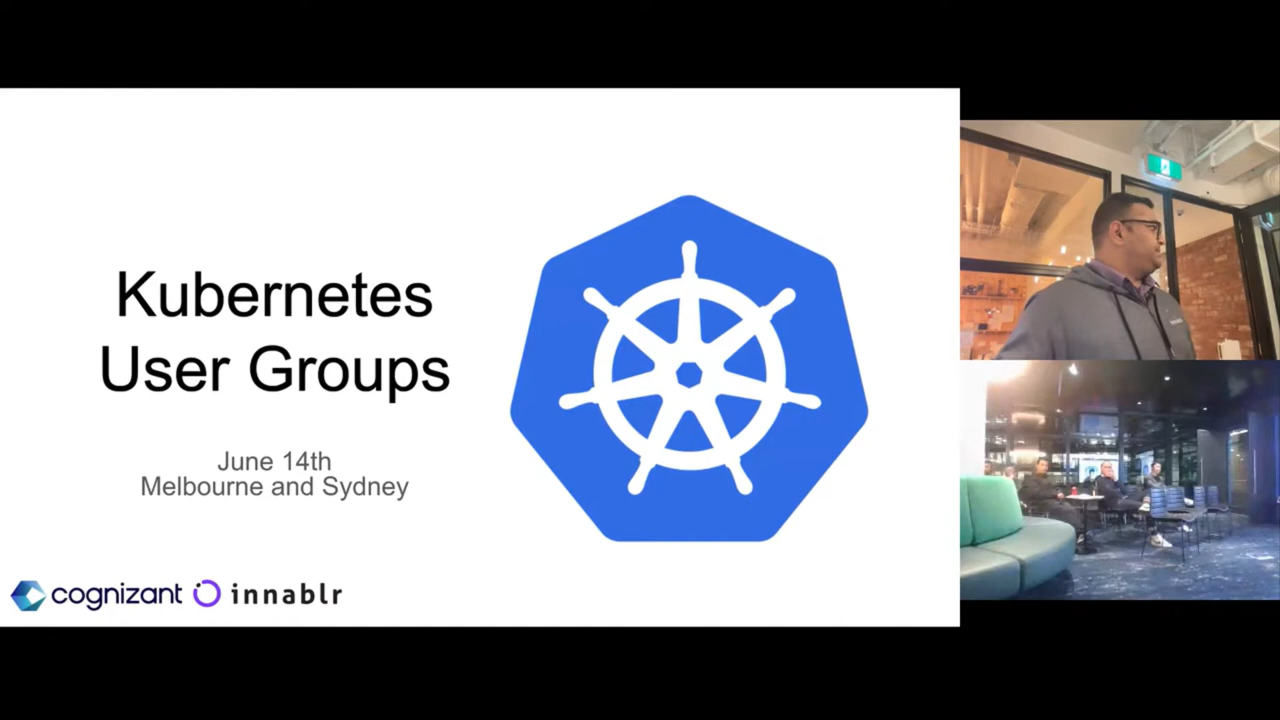 Kubernetes
User Groups
June 14th
Melbourne and Sydney
cognizant innablr